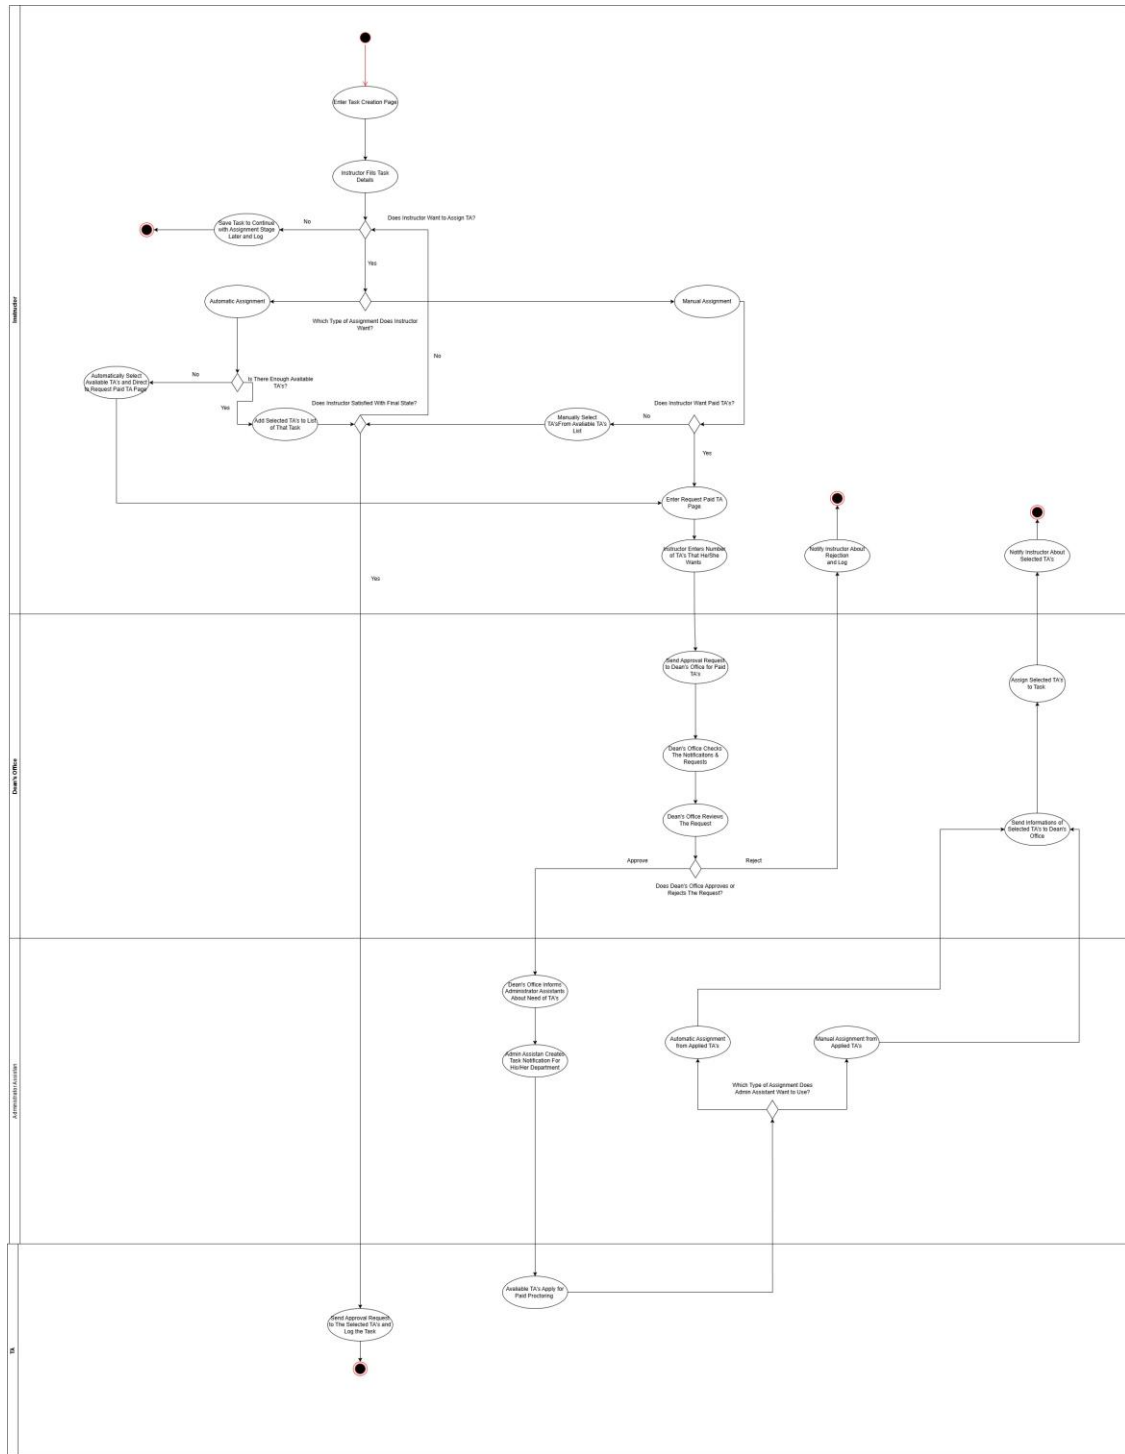 Enter Task Creation Page
Instructor Fills Task
Details
Does Instructor Want to Assign TA?
No
Save Task to Continue
with Assignment Stage
Later and Log
Yes
Automatic Assignment
Manual Assignment
Which Type of Assignment Does Instructor
Want?
Instructor
No
No
Automatically Select
Available TA's and Direct
to Request Paid TA Page
Is There Enough Available
TA's?
Yes
Does Instructor Satisfied With Final State?
Add Selected TA's to List
of That Task
Does Instructor Want Paid TA's?
No
Manually Select
TA'sFrom Available TA's
List
Yes
Enter Request Paid TA
Page
Instructor Enters Number
of TA's That He/She
Wants
Notify Instructor About
Rejection
and Log
Notify Instructor About
Selected TA's
Yes
Send Approval Request
to Dean's Office for Paid
TA's
Assign Selected TA's
to Task
Dean's Office
Dean's Office Checks
The Notifications &
Requests
Dean's Office Reviews
The Request
Send Informations of
Selected TA's to Dean's
Office
Approve
Reject
Does Dean's Office Approves or
Rejects The Request?
Dean's Office Informs
Administrator Assistants
About Need of TA's
Automatic Assignment
from Applied TA's
Manual Assignment from
Applied TA's
Admin Assistan Creates
Task Notification For
His/Her Department
Which Type of Assignment Does
Admin Assistant Want to Use?
Administrator Assistan
Available TA's Apply for
Paid Proctoring
Send Approval Request
to The Selected TA's and
Log the Task
TA